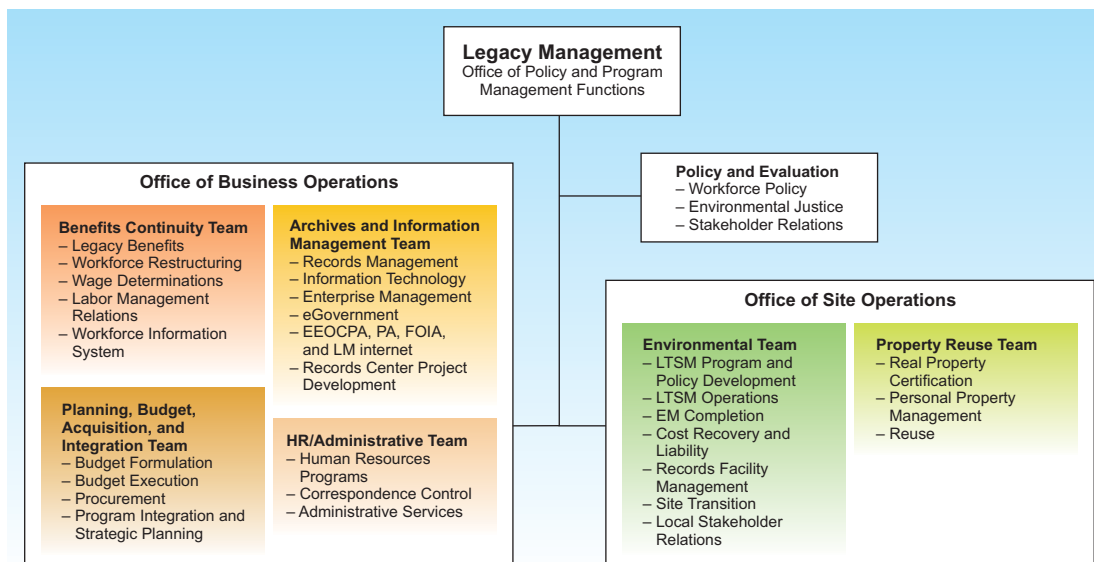 Legacy Management
Office of Policy and Program
Management Functions
Policy and Evaluation
– Workforce Policy
– Environmental Justice
– Stakeholder Relations
Office of Business Operations
Benefits Continuity Team
– Legacy Benefits
– Workforce Restructuring
– Wage Determinations
– Labor Management
Relations
– Workforce Information
System
Archives and Information
Management Team
– Records Management
– Information Technology
– Enterprise Management
– eGovernment
– EEOCPA, PA, FOIA,
and LM internet
– Records Center Project
Development
Planning, Budget,
Acquisition, and
Integration Team
– Budget Formulation
– Budget Execution
– Procurement
– Program Integration and
Strategic Planning
HR/Administrative Team
– Human Resources
Programs
– Correspondence Control
– Administrative Services
Office of Site Operations
Environmental Team
– LTSM Program and
Policy Development
– LTSM Operations
– EM Completion
– Cost Recovery and
Liability
– Records Facility
Management
– Site Transition
– Local Stakeholder
Relations
Property Reuse Team
– Real Property
Certification
– Personal Property
Management
– Reuse